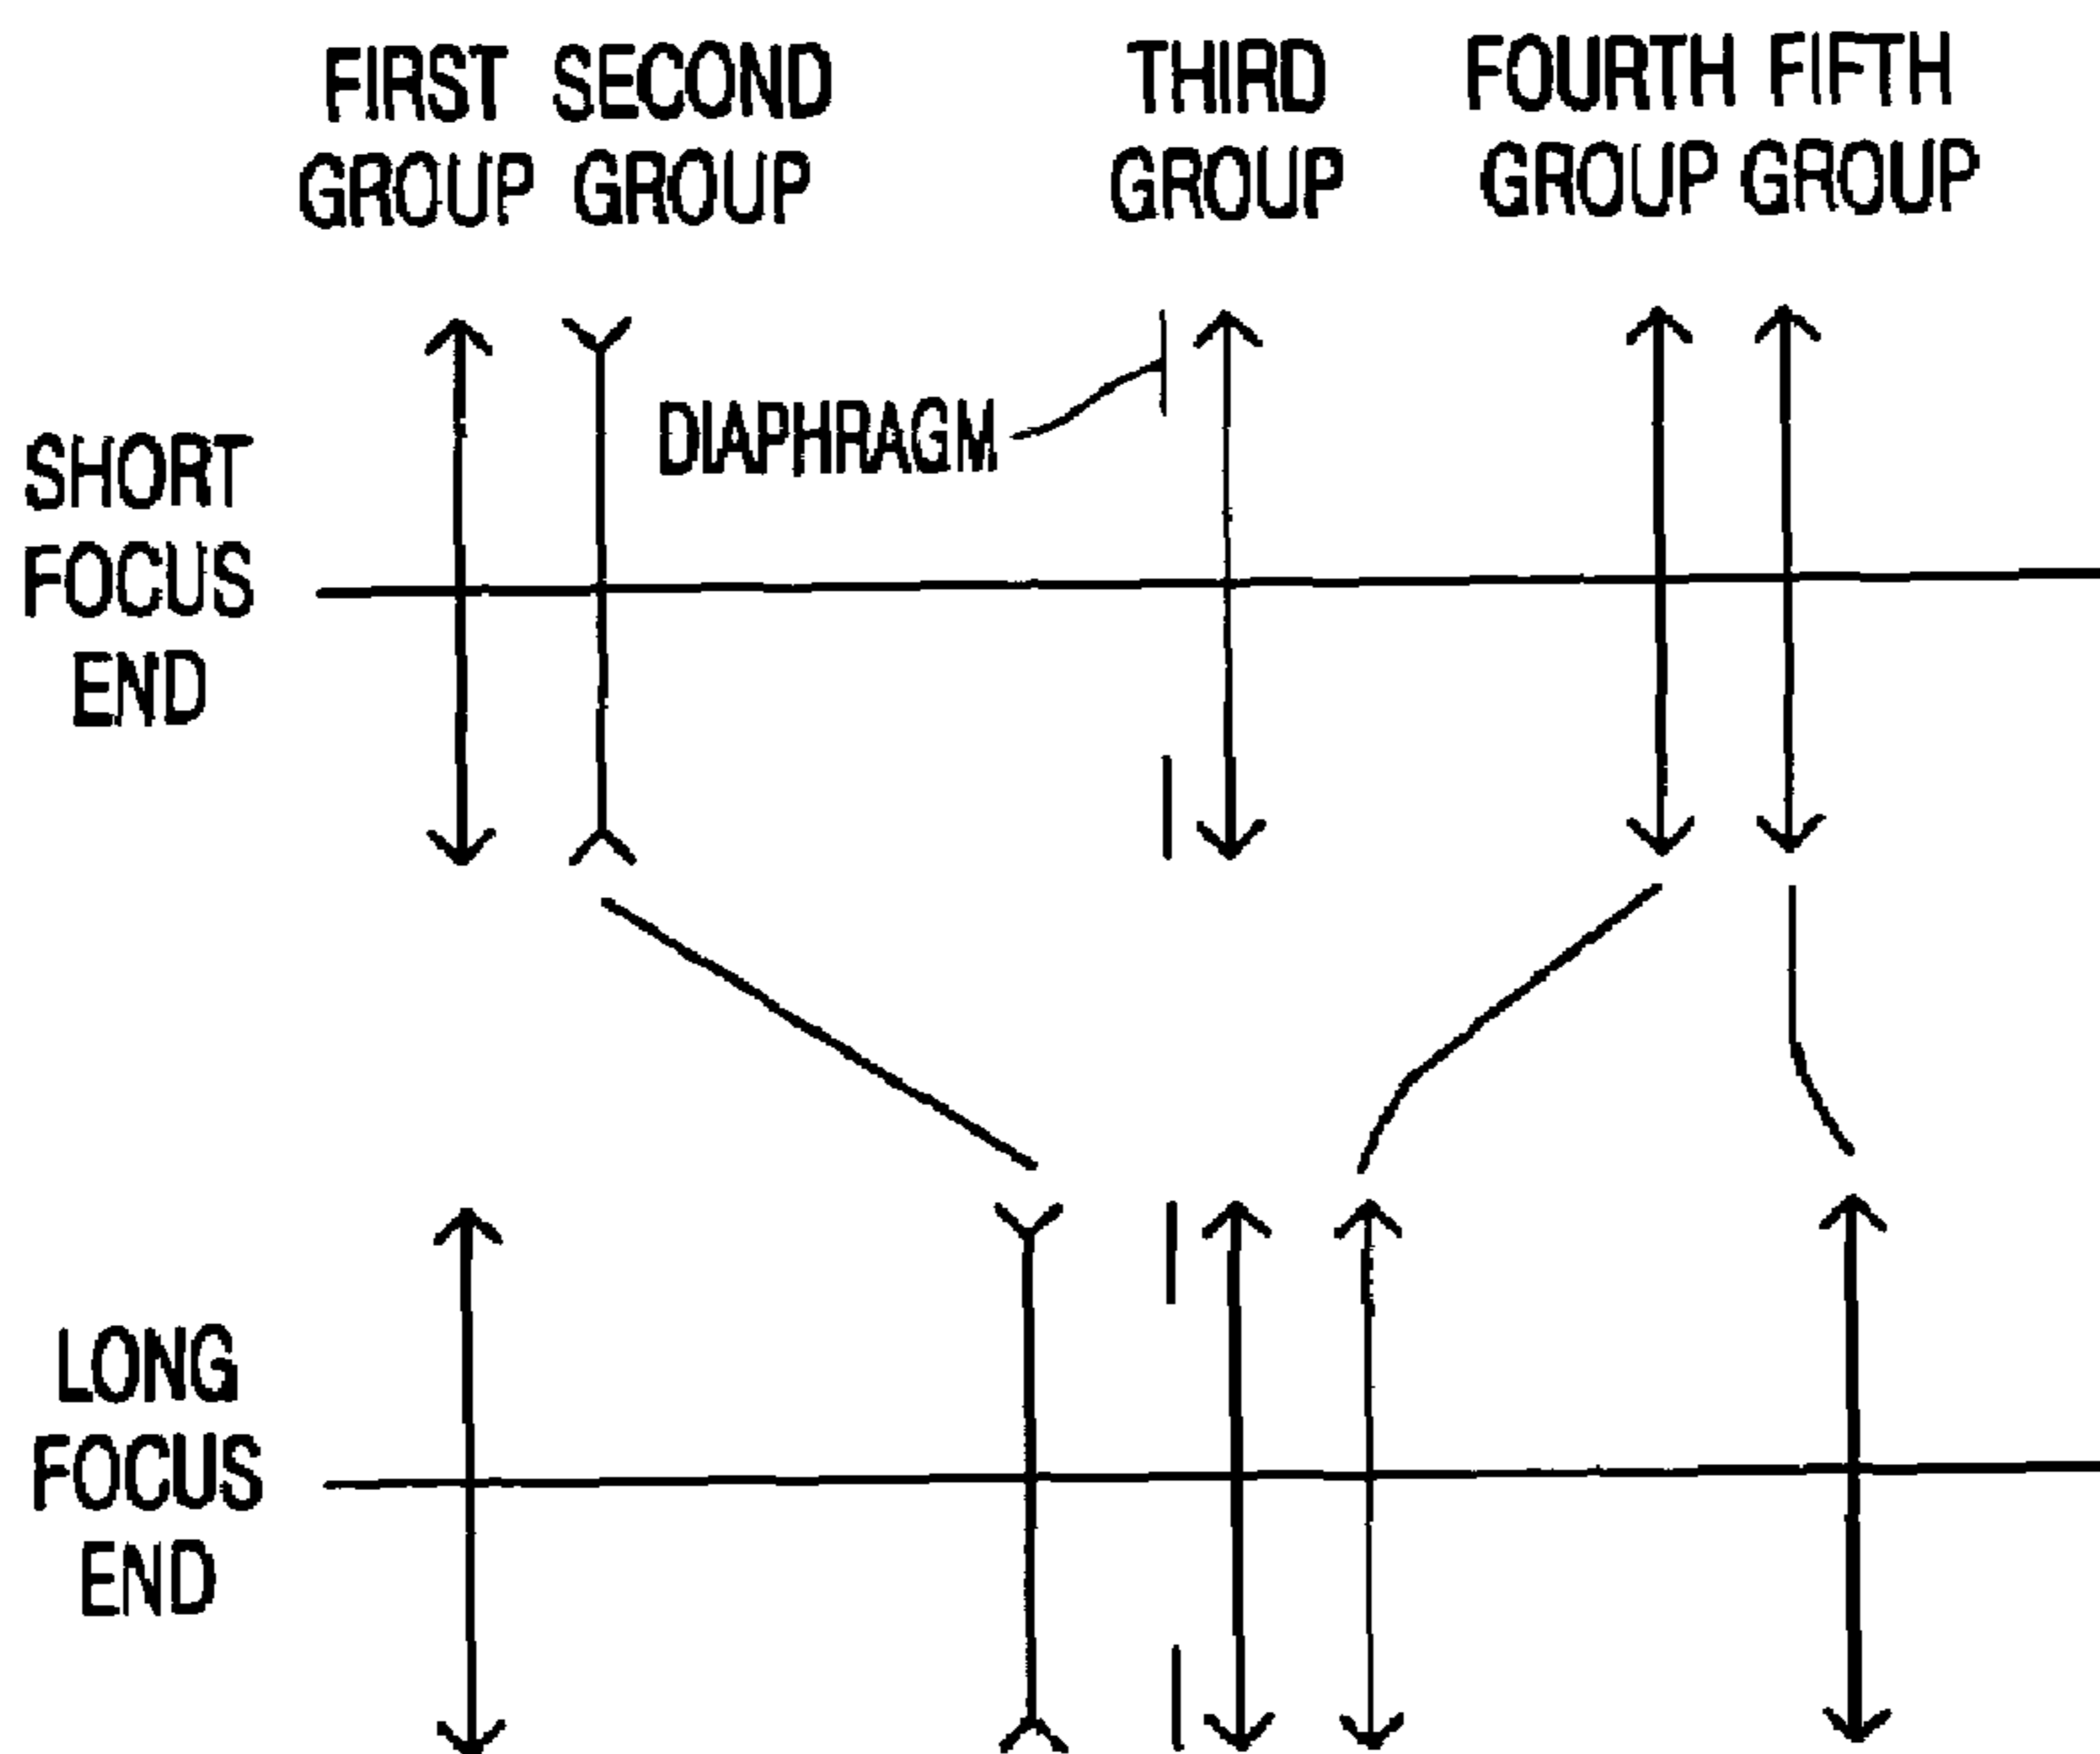 FIRST SECOND THIRD FOURTH FIFTH
GROUP GROUP GROUP GROUP GROUP
DIAPHRAGM
SHORT
FOCUS
END
LONG
FOCUS
END